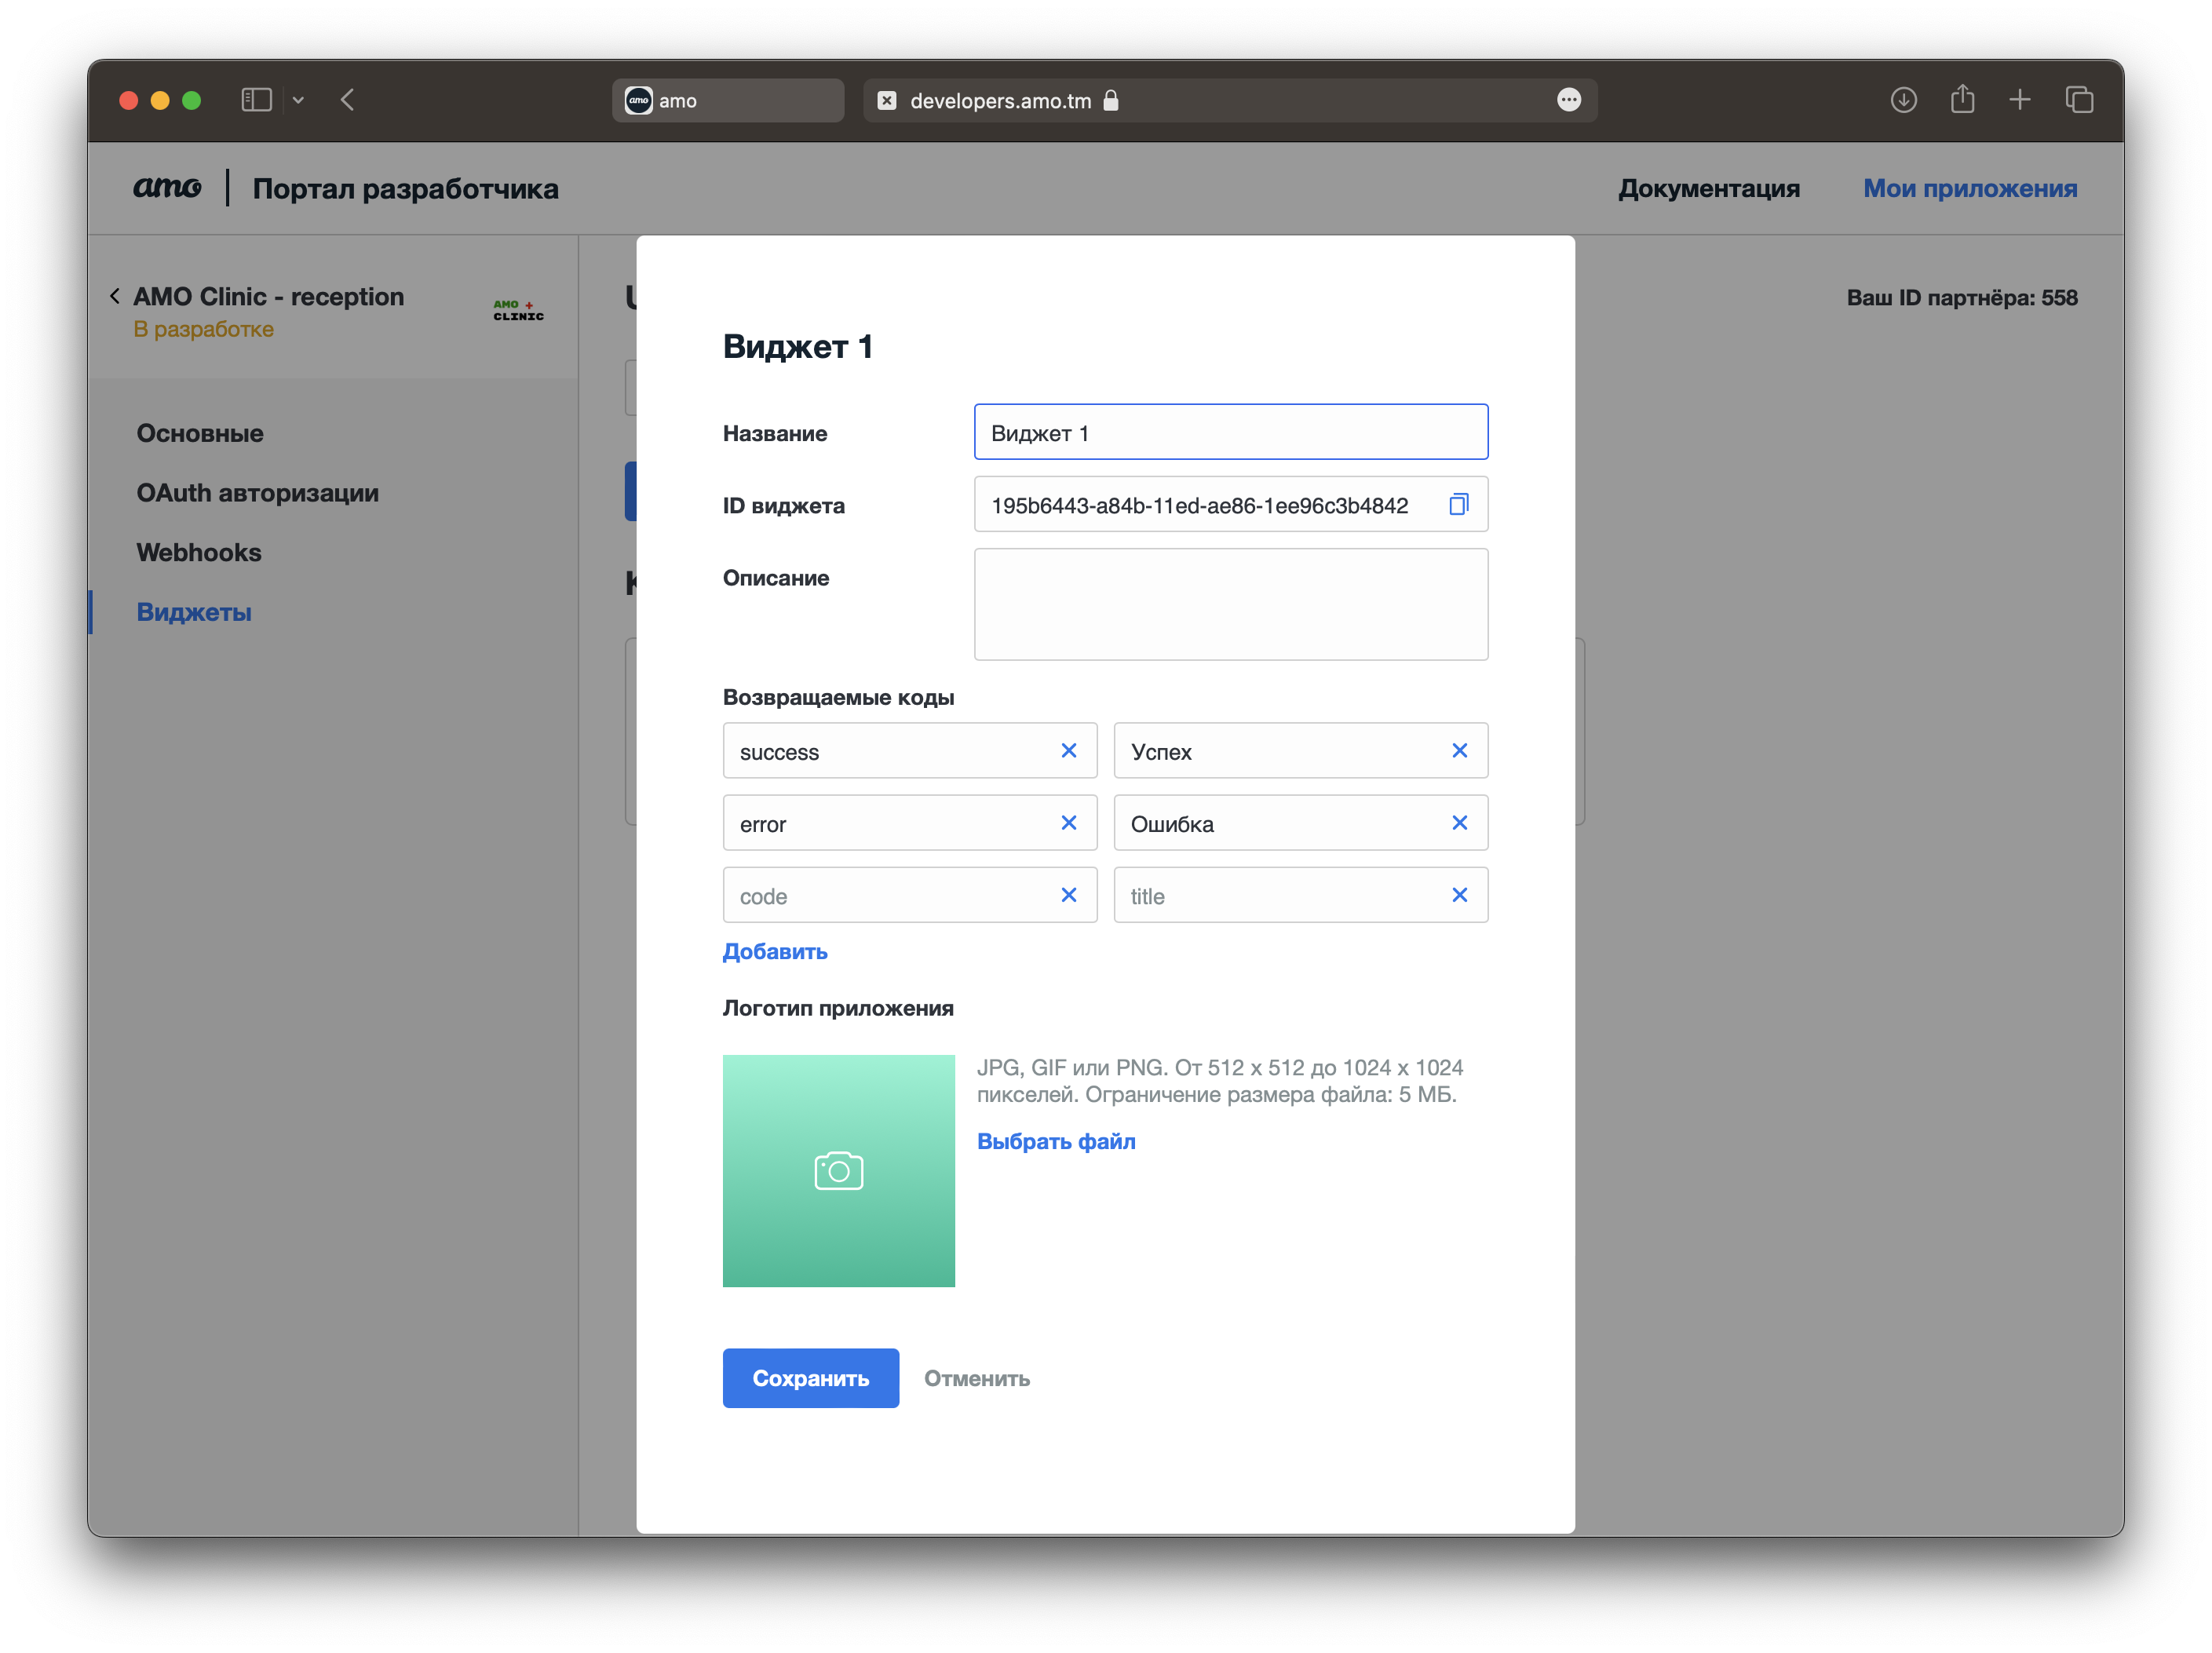 amo
developers.amo.tm
amo
Портал разработчика
Документация
Мои приложения
AMO Clinic - reception
В разработке
AMO +
CLINIC
Ваш ID партнёра: 558
Основные
OAuth авторизации
Webhooks
Виджеты
Виджет 1
Название
Виджет 1
ID виджета
195b6443-a84b-11ed-ae86-1ee96c3b4842
Описание
Возвращаемые коды
success
Успех
error
Ошибка
code
title
Добавить
Логотип приложения
JPG, GIF или PNG. От 512 x 512 до 1024 x 1024
пикселей. Ограничение размера файла: 5 МБ.
Выбрать файл
Сохранить
Отменить